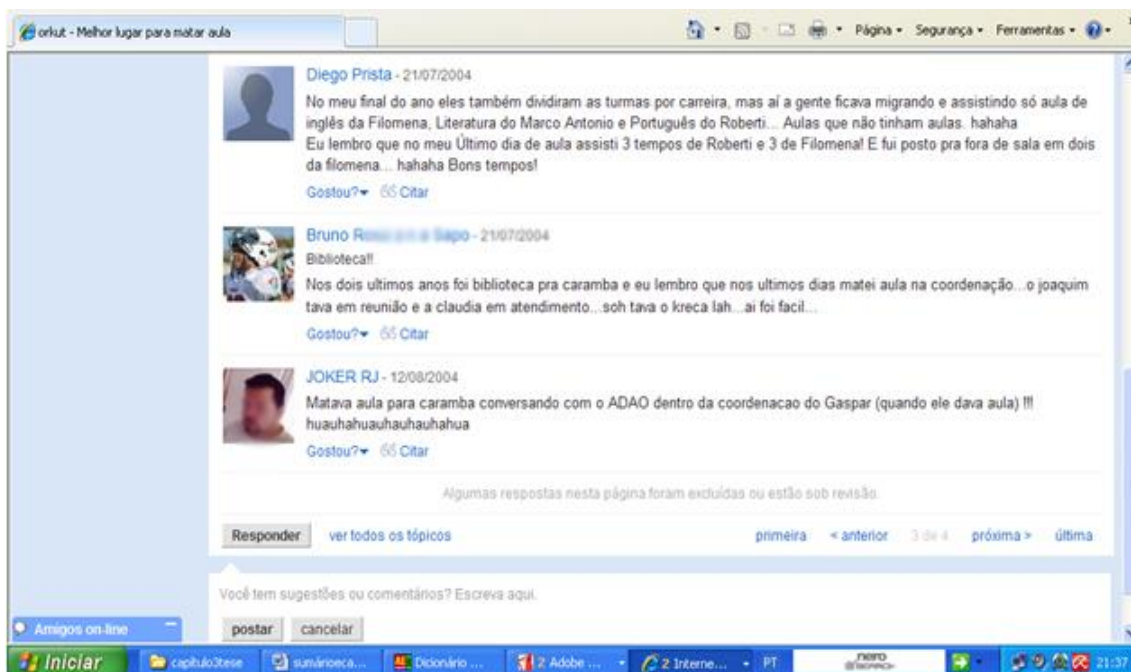 orkut - Melhor lugar para matar aula
Página Segurança Ferramentas
Diego Prista - 21/07/2004
No meu final do ano eles também dividiram as turmas por carreira, mas aí a gente ficava migrando e assistindo só aula de
inglês da Filomena, Literatura do Marco Antonio e Português do Roberti... Aulas que não tinham aulas. hahaha
Eu lembro que no meu Último dia de aula assisti 3 tempos de Roberti e 3 de Filomena! E fui posto pra fora de sala em dois
da filomena... hahaha Bons tempos!
Gostou? Citar
Bruno - 21/07/2004
Biblioteca!!
Nos dois ultimos anos foi biblioteca pra caramba e eu lembro que nos ultimos dias matei aula na coordenação...o joaquim
tava em reunião e a claudia em atendimento...soh tava o kreca lah...ai foi facil...
Gostou? Citar
JOKER RJ - 12/08/2004
Matava aula para caramba conversando com o ADAO dentro da coordenacao do Gaspar (quando ele dava aula) !!!
huauhahuauhauhauhahua
Gostou? Citar
Algumas respostas nesta página foram excluídas ou estão sob revisão.
Responder ver todos os tópicos primeira < anterior 3 de 4 próxima > última
Você tem sugestões ou comentários? Escreva aqui.
postar cancelar
Amigos on-line
Iniciar capitulo3tese sumárioeca... Dicionário ... 2 Adobe ... 2 Interne... PT nero 21:37